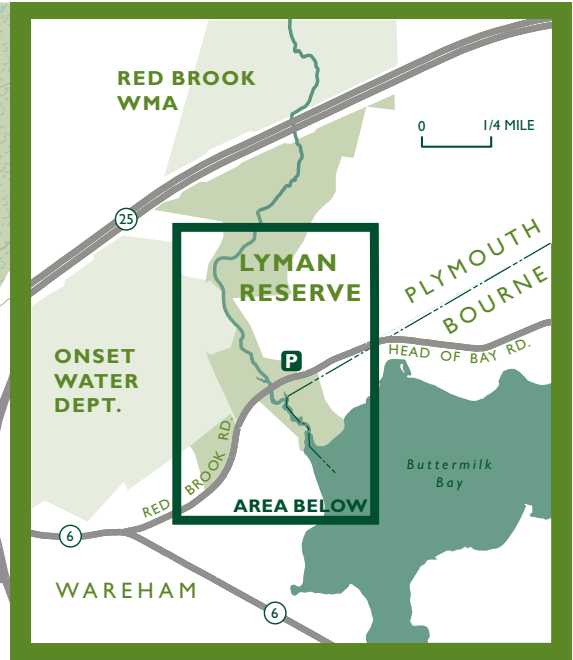 RED BROOK
WMA
0 1/4 MILE
25
LYMAN
RESERVE
PLYMOUTH
BOURNE
P
HEAD OF BAY RD.
ONSET
WATER
DEPT.
RED BROOK RD.
Buttermilk
Bay
AREA BELOW
6
WAREHAM
6